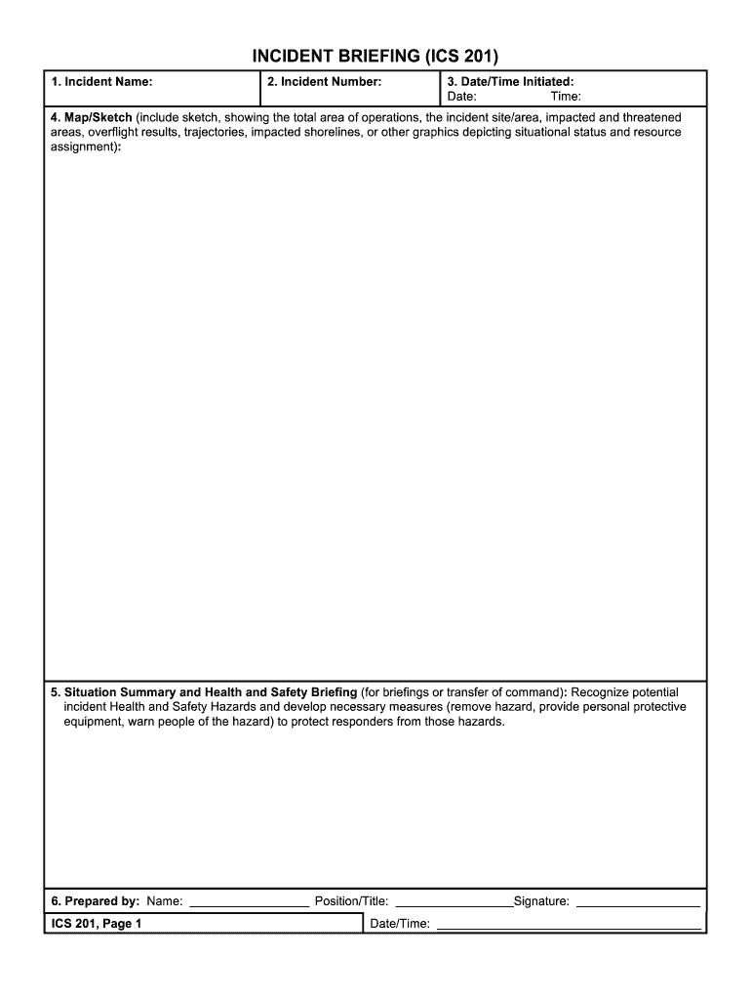 INCIDENT BRIEFING (ICS 201)
1. Incident Name: 2. Incident Number: 3. Date/Time Initiated:
Date: Time:
4. Map/Sketch (include sketch, showing the total area of operations, the incident site/area, impacted and threatened
areas, overflight results, trajectories, impacted shorelines, or other graphics depicting situational status and resource
assignment):
5. Situation Summary and Health and Safety Briefing (for briefings or transfer of command): Recognize potential
incident Health and Safety Hazards and develop necessary measures (remove hazard, provide personal protective
equipment, warn people of the hazard) to protect responders from those hazards.
6. Prepared by: Name: __________________ Position/Title: __________________Signature: __________________
ICS 201, Page 1 Date/Time: ________________________________________